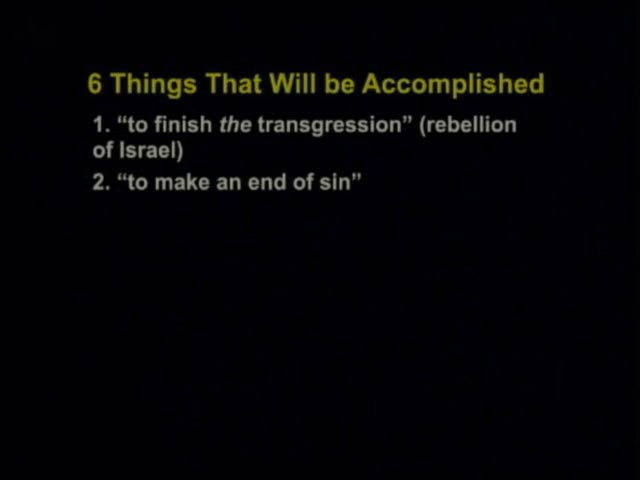 6 Things That Will be Accomplished
1. “to finish the transgression” (rebellion
of Israel)
2. “to make an end of sin”